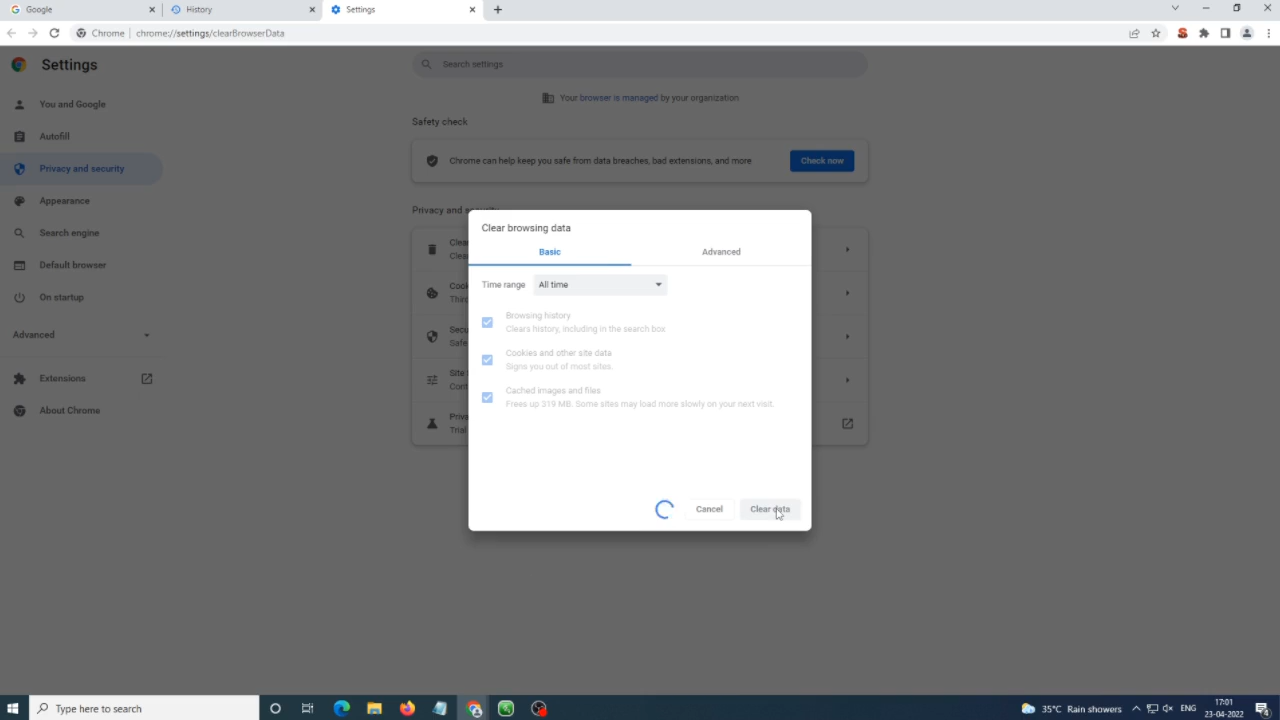 Google
History
Settings
Chrome
chrome://settings/clearBrowserData
Settings
Search settings
You and Google
Autofill
Privacy and security
Appearance
Search engine
Default browser
On startup
Advanced
Extensions
About Chrome
Your browser is managed by your organization
Safety check
Chrome can help keep you safe from data breaches, bad extensions, and more
Check now
Privacy and
Clear browsing data
Basic
Advanced
Time range
All time
Browsing history
Clears history, including in the search box
Cookies and other site data
Signs you out of most sites.
Cached images and files
Frees up 319 MB. Some sites may load more slowly on your next visit.
Cancel
Clear data
Type here to search
35°C Rain showers
ENG
17:01
23-04-2022
4